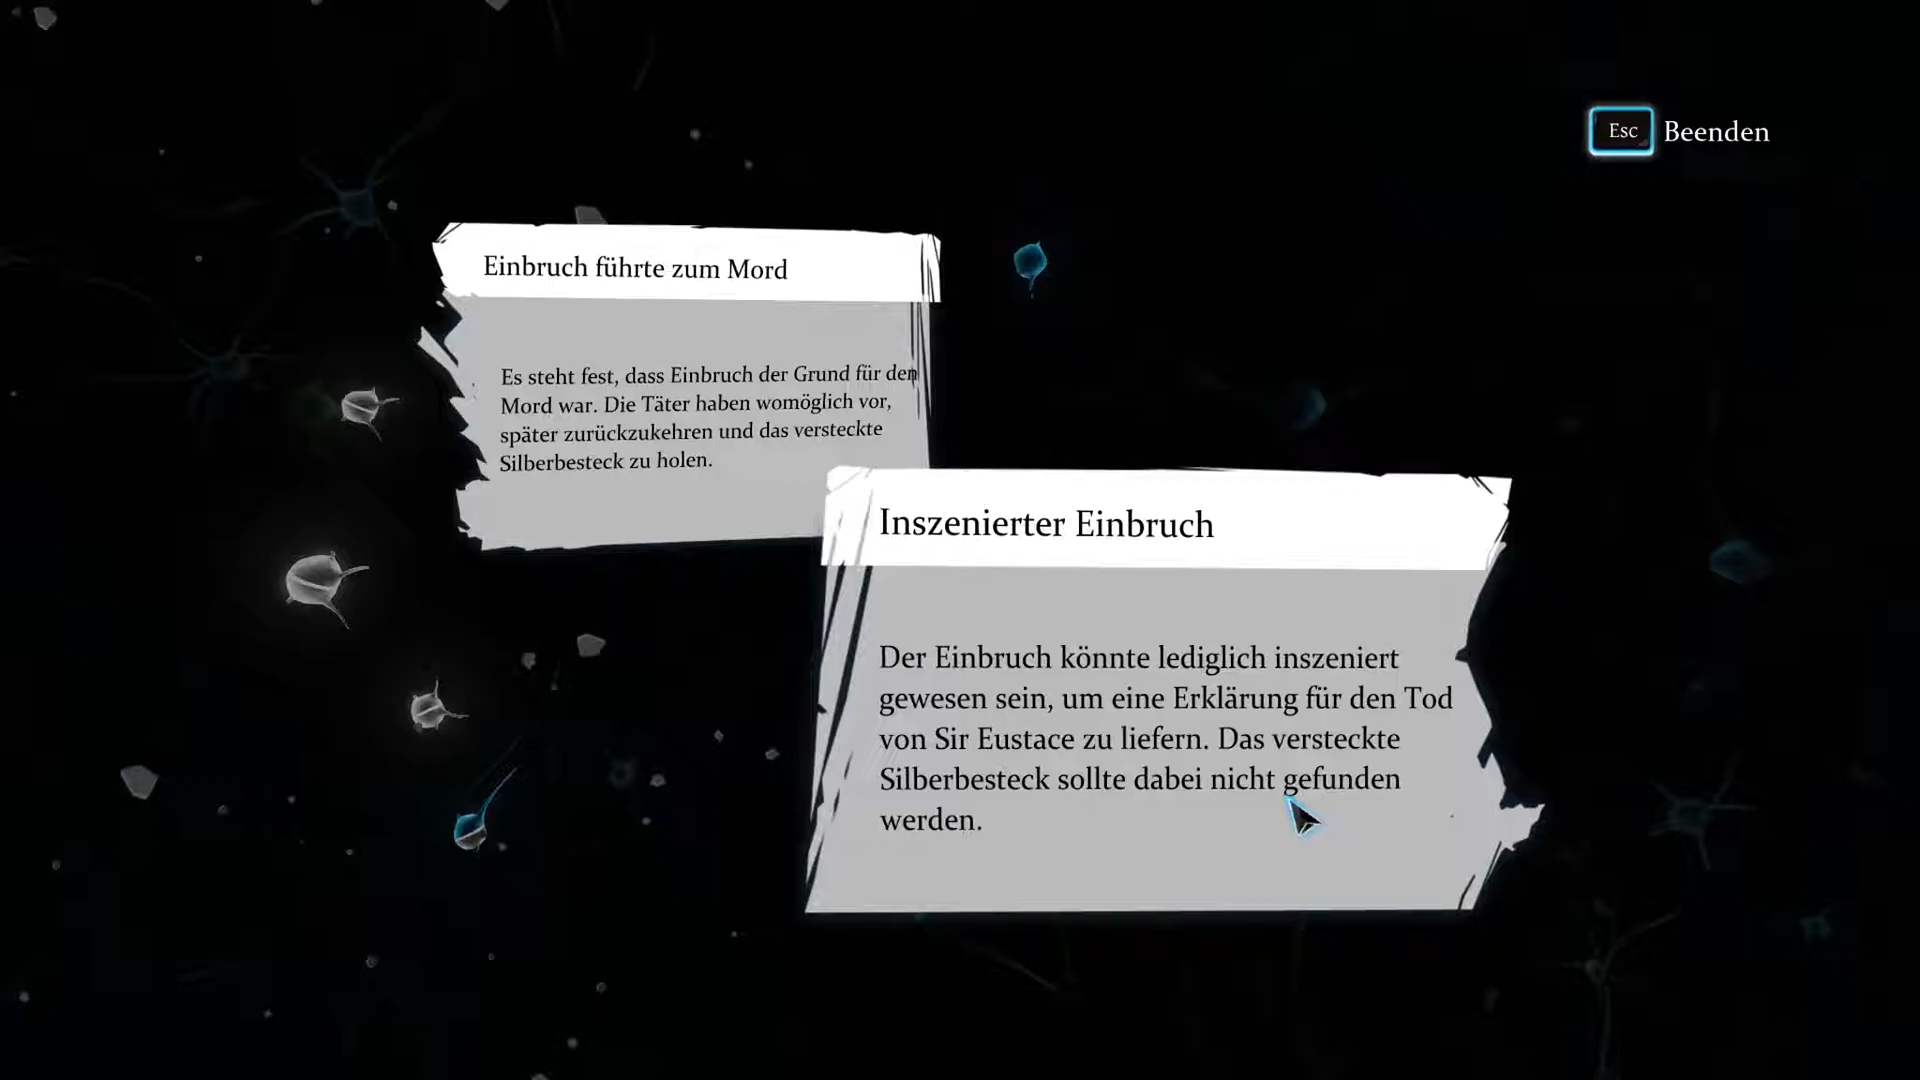 Esc Beenden
Einbruch führte zum Mord
Es steht fest, dass Einbruch der Grund für den
Mord war. Die Täter haben womöglich vor,
später zurückzukehren und das versteckte
Silberbesteck zu holen.
Inszenierter Einbruch
Der Einbruch könnte lediglich inszeniert
gewesen sein, um eine Erklärung für den Tod
von Sir Eustace zu liefern. Das versteckte
Silberbesteck sollte dabei nicht gefunden
werden.